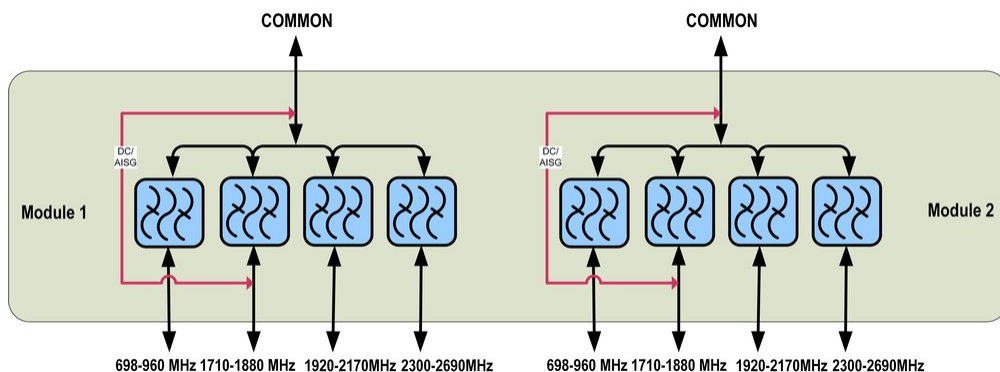 COMMON COMMON
DC/
AISG
DC/
AISG
Module 1
Module 2
698-960 MHz 1710-1880 MHz 1920-2170MHz 2300-2690MHz
698-960 MHz 1710-1880 MHz 1920-2170MHz 2300-2690MHz